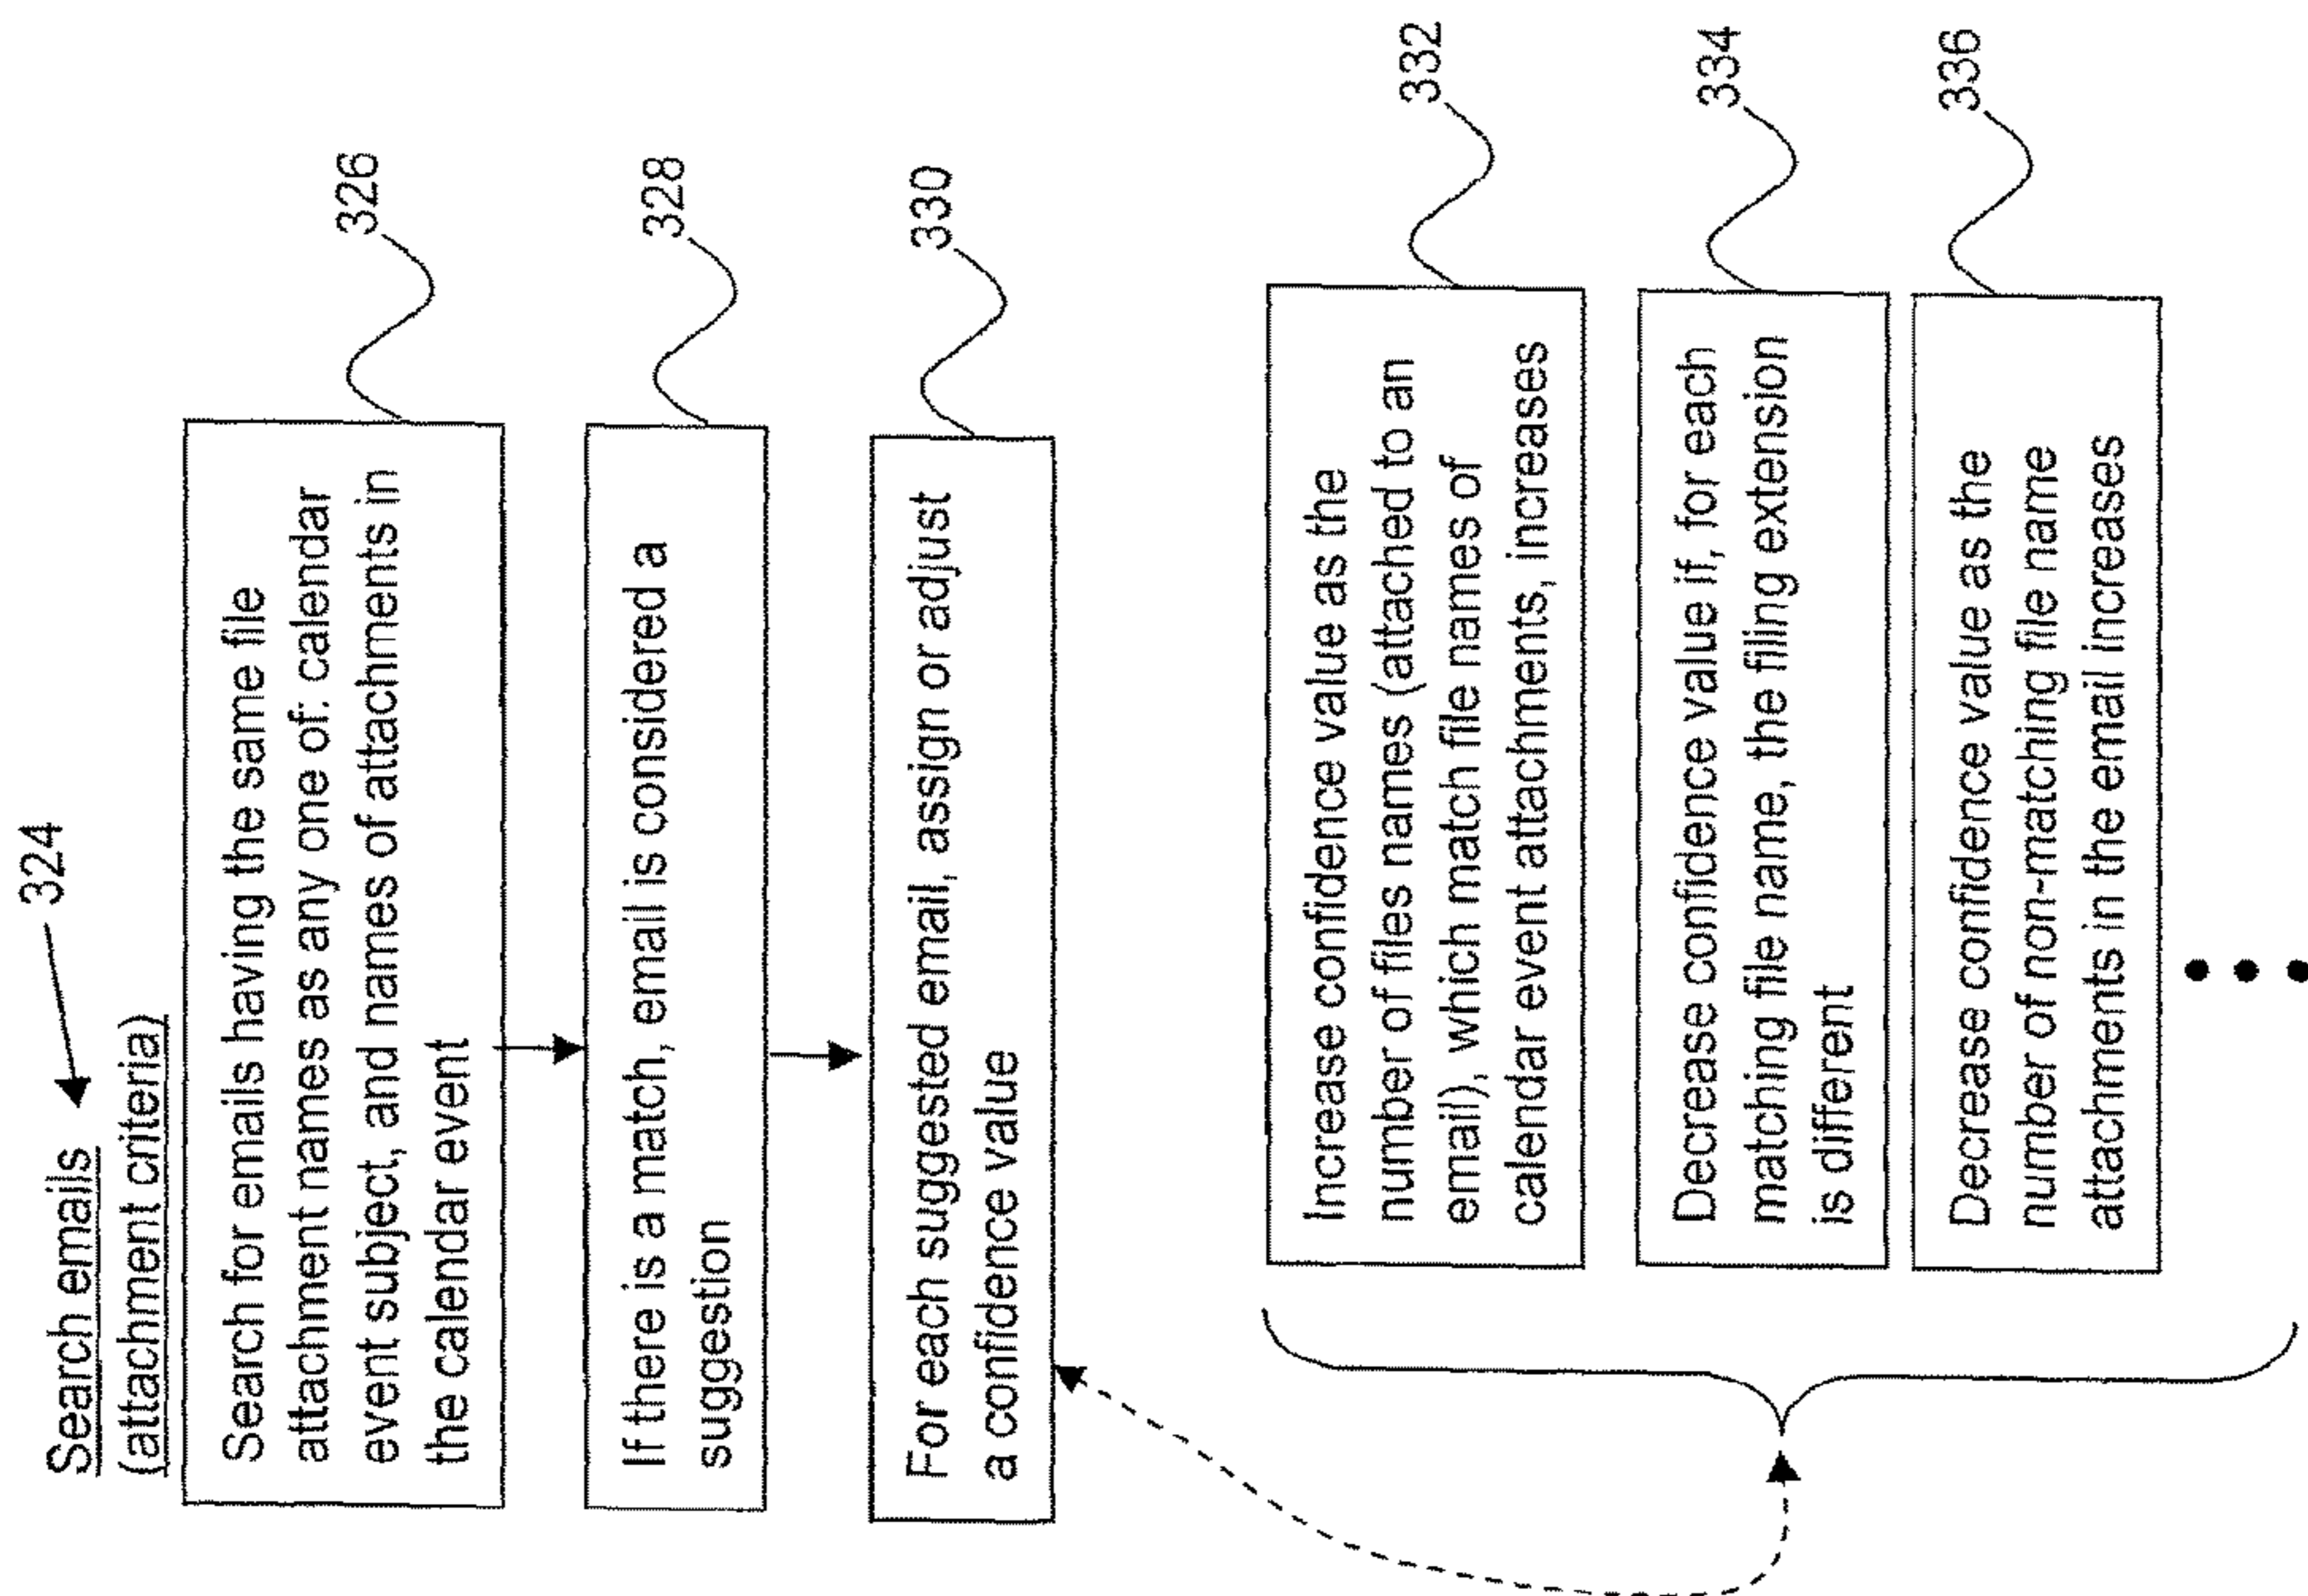 324
Search emails
(attachment criteria)
Search for emails having the same file
attachment names as any one of: calendar
event subject, and names of attachments in
the calendar event
326
If there is a match, email is considered a
suggestion
328
For each suggested email, assign or adjust
a confidence value
330
Increase confidence value as the
number of files names (attached to an
email), which match file names of
calendar event attachments, increases
332
Decrease confidence value if, for each
matching file name, the filing extension
is different
334
Decrease confidence value as the
number of non-matching file name
attachments in the email increases
336